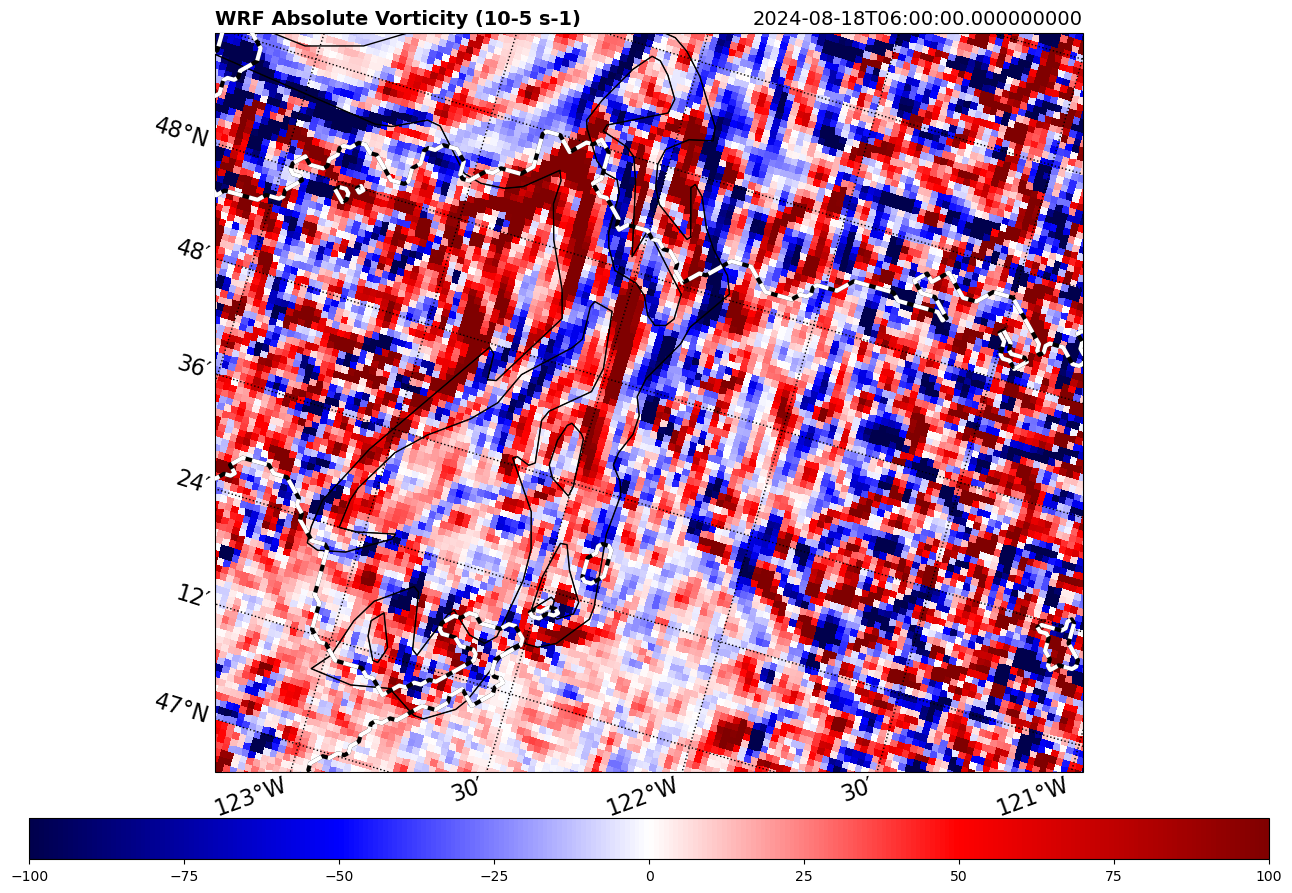 WRF Absolute Vorticity (10-5 s-1) 2024-08-18T06:00:00.000000000
48°N
48′
36′
24′
12′
47°N
123°W 30′ 122°W 30′ 121°W
−100 −75 −50 −25 0 25 50 75 100